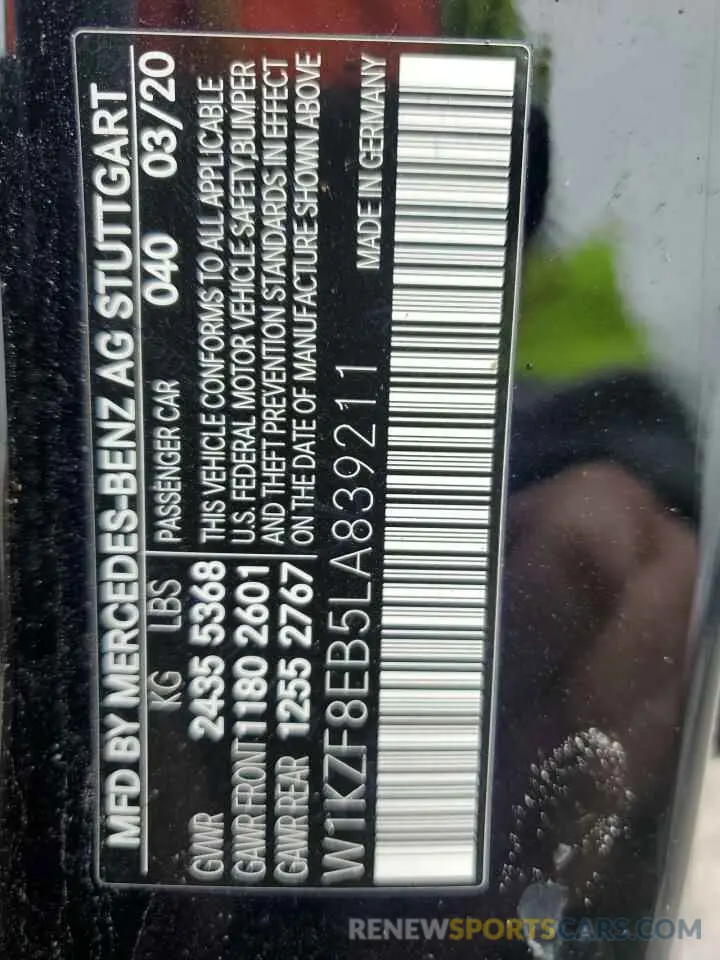 MFD BY MERCEDES-BENZ AG STUTTGART
KG LBS PASSENGER CAR 040 03/20
GVWR 2435 5368 THIS VEHICLE CONFORMS TO ALL APPLICABLE
GAWR FRONT 1180 2601 U.S. FEDERAL MOTOR VEHICLE SAFETY, BUMPER
GAWR REAR 1255 2767 AND THEFT PREVENTION STANDARDS IN EFFECT
ON THE DATE OF MANUFACTURE SHOWN ABOVE
W1KZF8EB5LA839211 MADE IN GERMANY
RENEWSPORTSCARS.COM